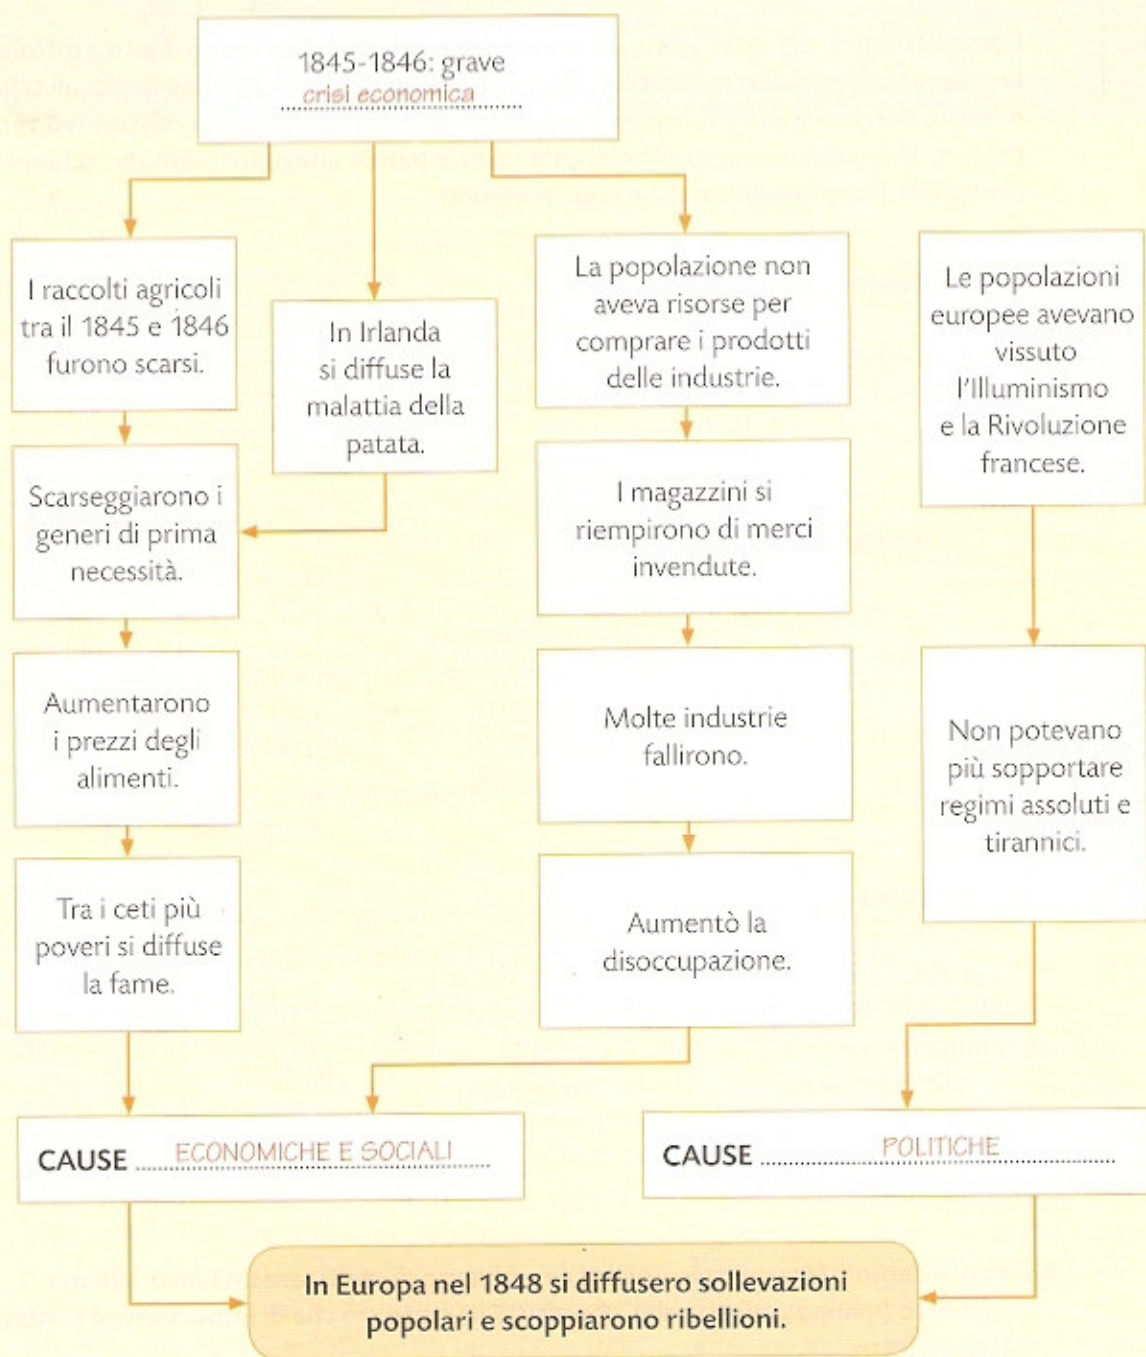 1845-1846: grave
crisi economica
I raccolti agricoli
tra il 1845 e 1846
furono scarsi.
In Irlanda
si diffuse la
malattia della
patata.
La popolazione non
aveva risorse per
comprare i prodotti
delle industrie.
Le popolazioni
europee avevano
vissuto
l'Illuminismo
e la Rivoluzione
francese.
Scarseggiarono i
generi di prima
necessità.
I magazzini si
riempirono di merci
invendute.
Aumentarono
i prezzi degli
alimenti.
Molte industrie
fallirono.
Non potevano
più sopportare
regimi assoluti e
tirannici.
Tra i ceti più
poveri si diffuse
la fame.
Aumentò la
disoccupazione.
CAUSE ECONOMICHE E SOCIALI
CAUSE POLITICHE
In Europa nel 1848 si diffusero sollevazioni
popolari e scoppiarono ribellioni.